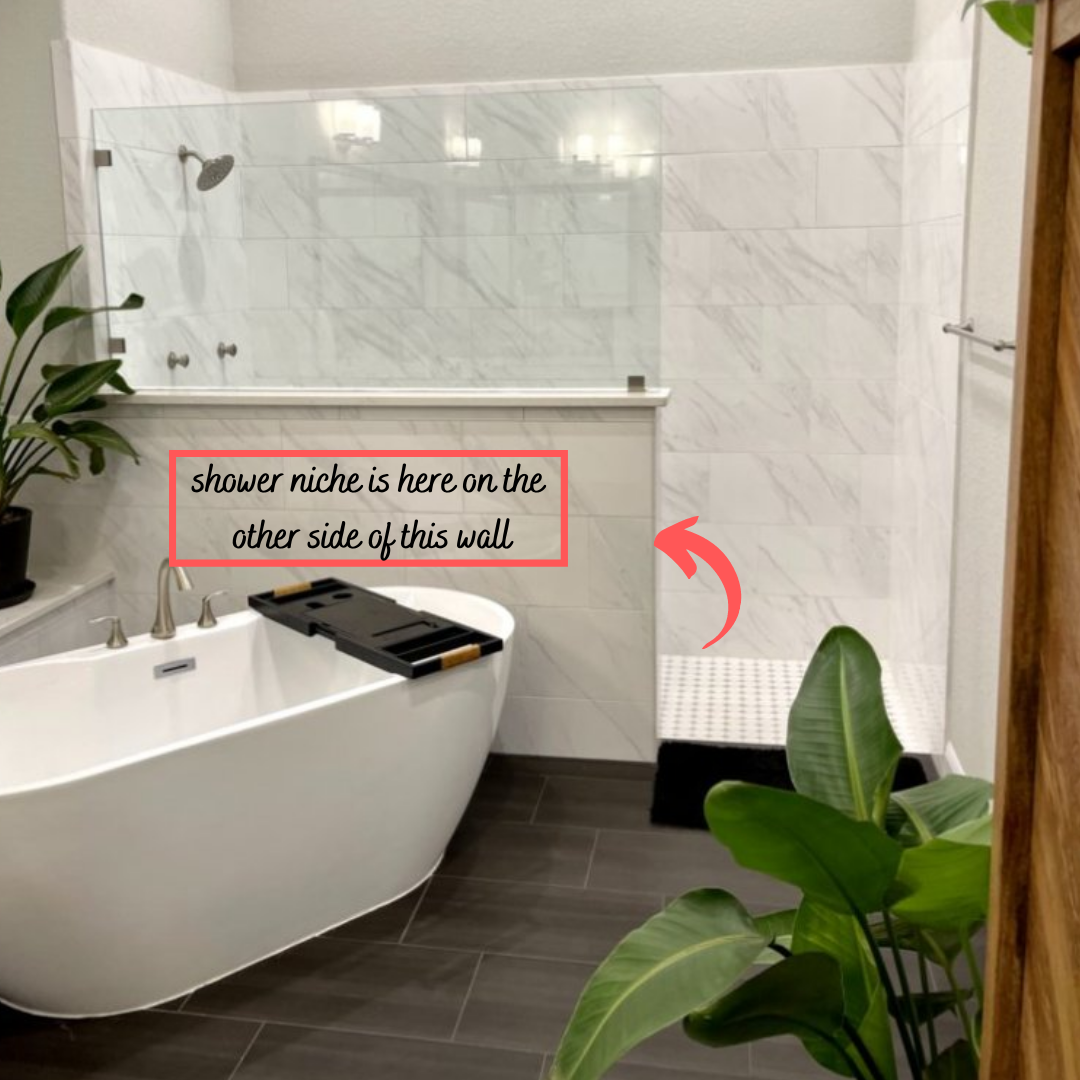 shower niche is here on the
other side of this wall